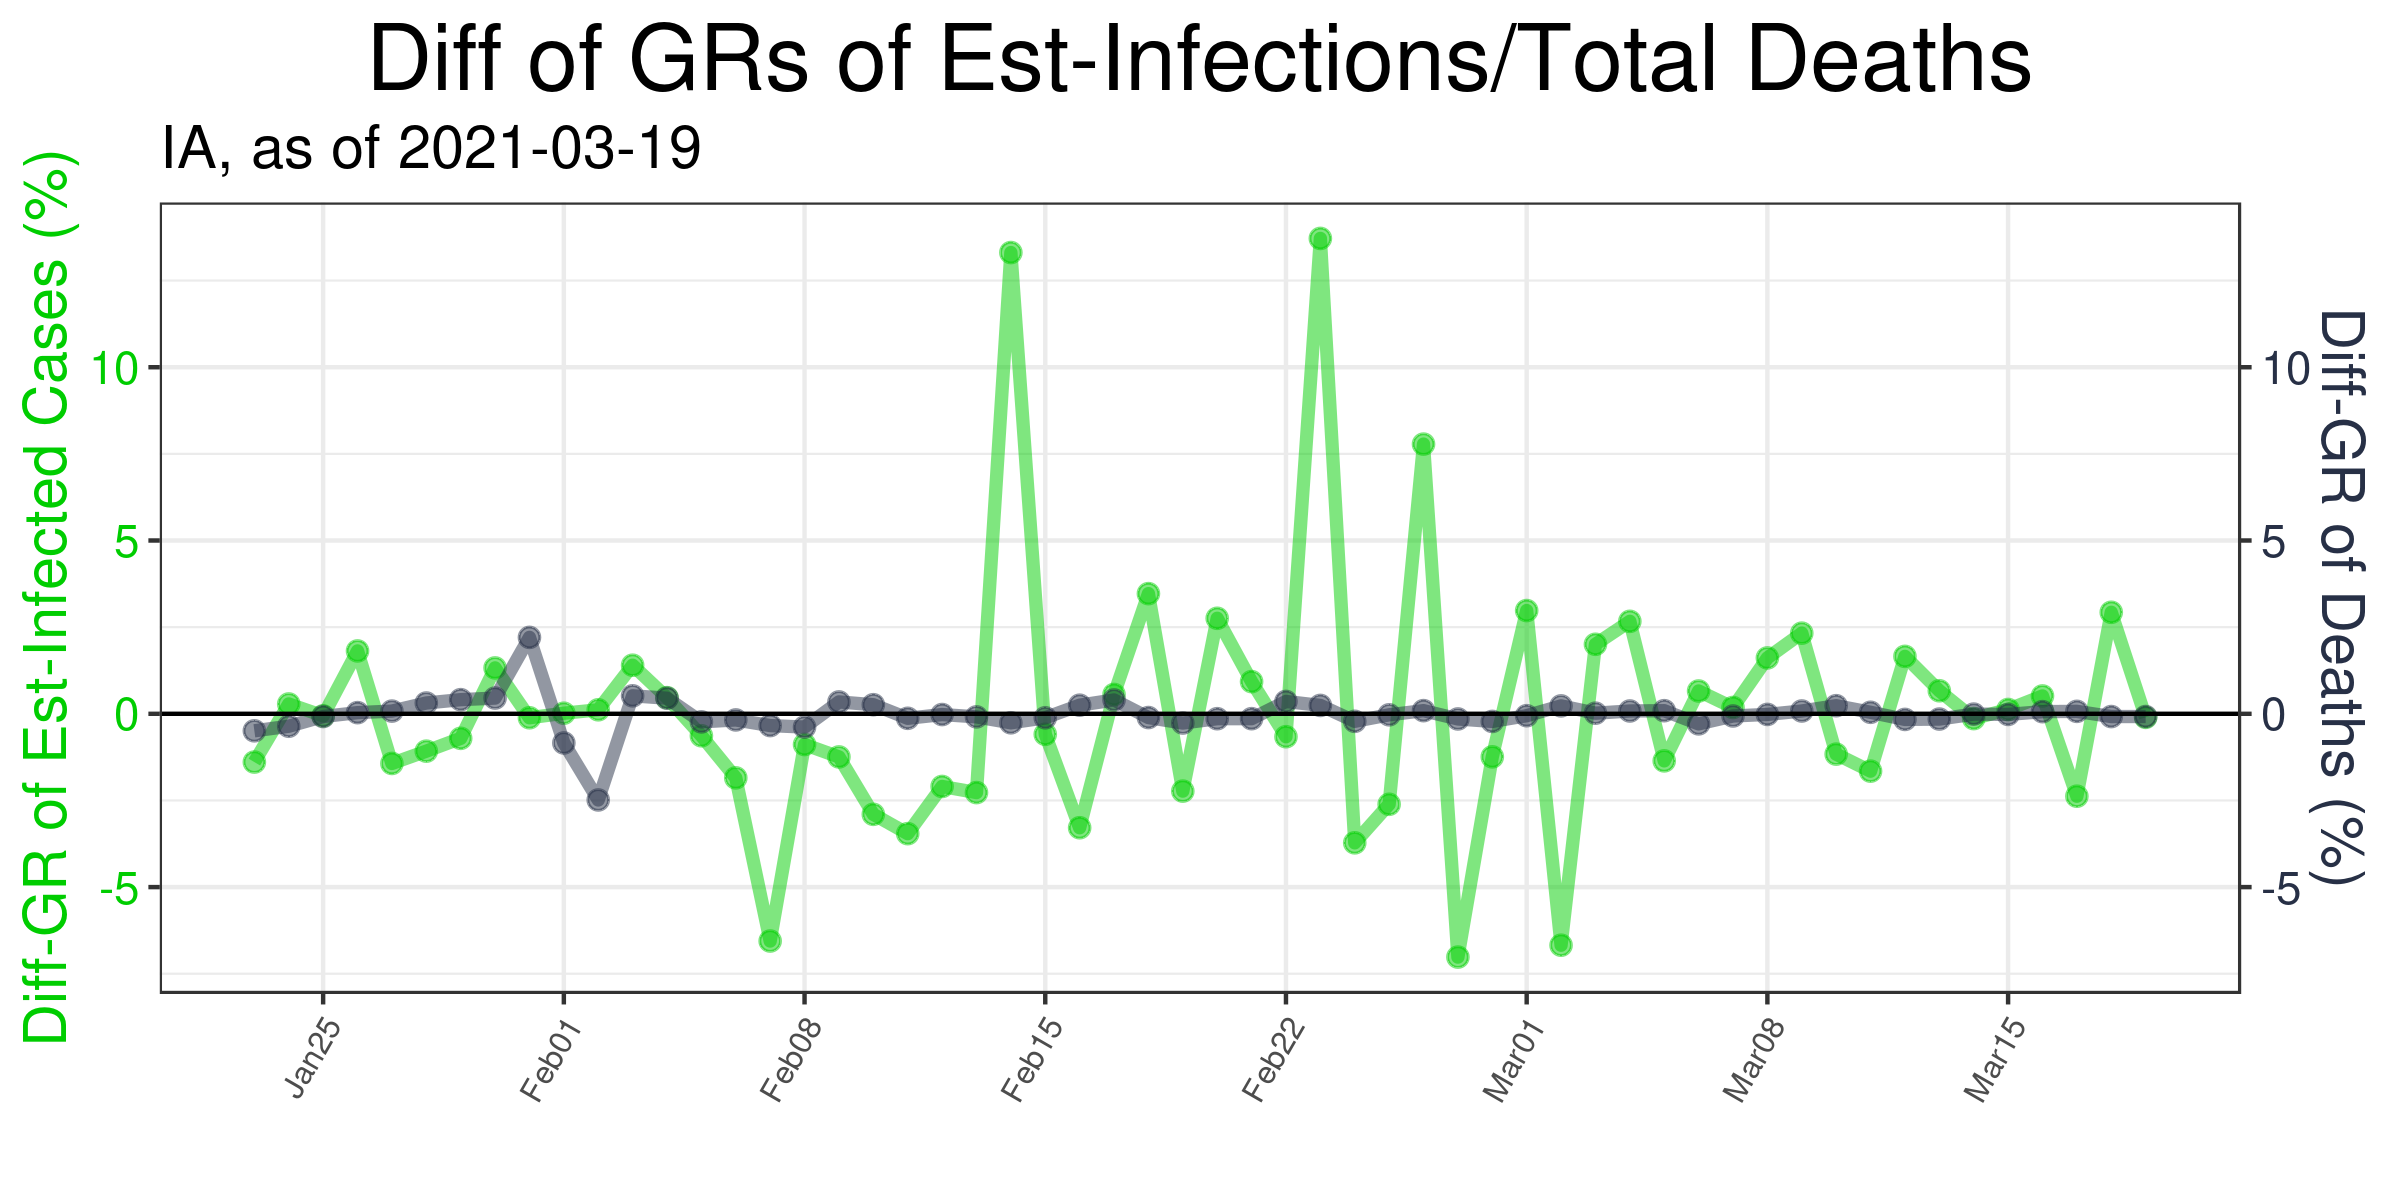 Diff of GRs of Est-Infections/Total Deaths
IA, as of 2021-03-19
Diff-GR of Est-Infected Cases (%)
10
5
0
-5
10
5
0
-5
Diff-GR of Deaths (%)
Jan25
Feb01
Feb08
Feb15
Feb22
Mar01
Mar08
Mar15